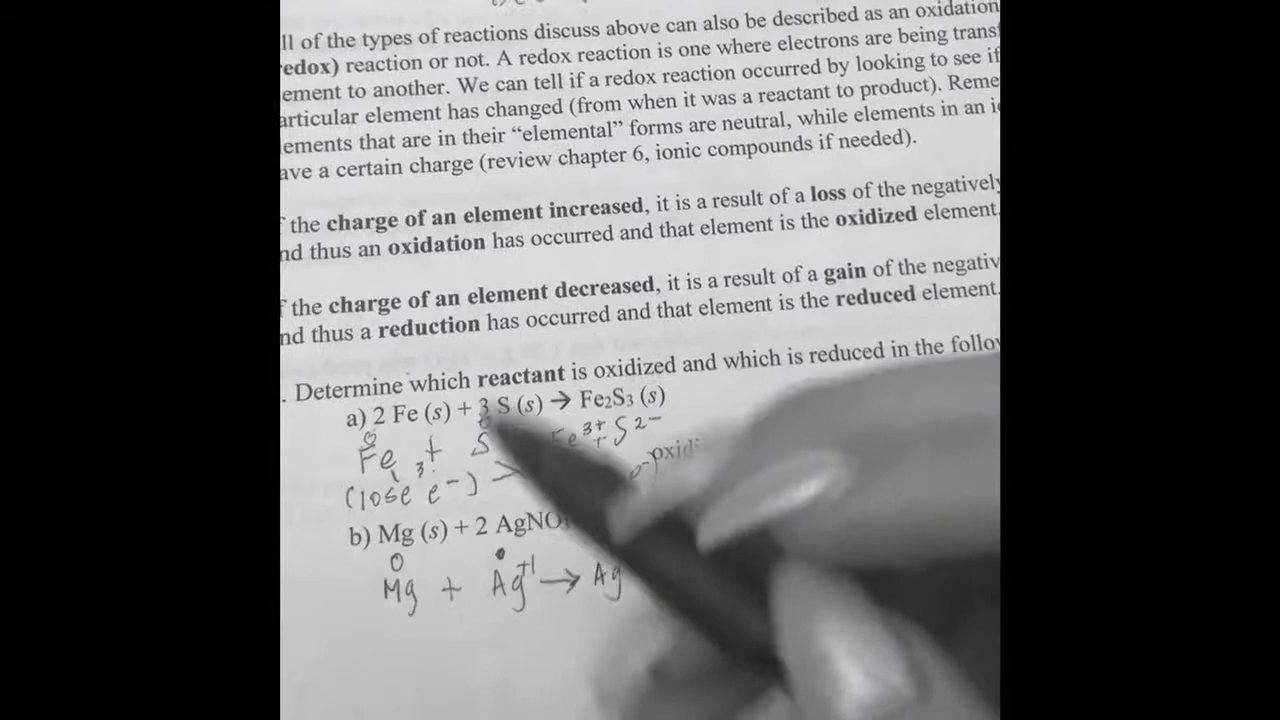 ll of the types of reactions discuss above can also be described as an oxidation
edox) reaction or not. A redox reaction is one where electrons are being trans
ement to another. We can tell if a redox reaction occurred by looking to see if
articular element has changed (from when it was a reactant to product). Reme
ements that are in their “elemental” forms are neutral, while elements in an i
ave a certain charge (review chapter 6, ionic compounds if needed).
f the charge of an element increased, it is a result of a loss of the negatively
nd thus an oxidation has occurred and that element is the oxidized element.
f the charge of an element decreased, it is a result of a gain of the negativ
nd thus a reduction has occurred and that element is the reduced element.
. Determine which reactant is oxidized and which is reduced in the follo
a) 2 Fe (s) + 3 S (s) → Fe₂S₃ (s)
Fe + S e³⁺ S²⁻
(lose e⁻) → oxidi
b) Mg (s) + 2 AgNO
Mg + Ag⁺¹ → Ag